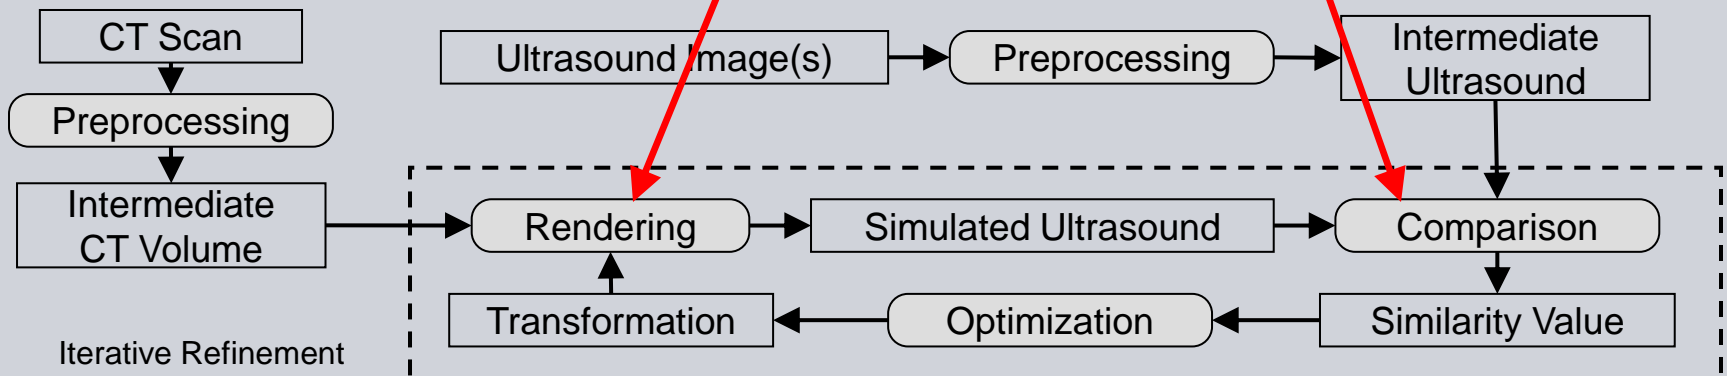 CT Scan
Preprocessing
Intermediate
CT Volume
Ultrasound Image(s)
Preprocessing
Intermediate
Ultrasound
Rendering
Simulated Ultrasound
Comparison
Transformation
Optimization
Similarity Value
Iterative Refinement